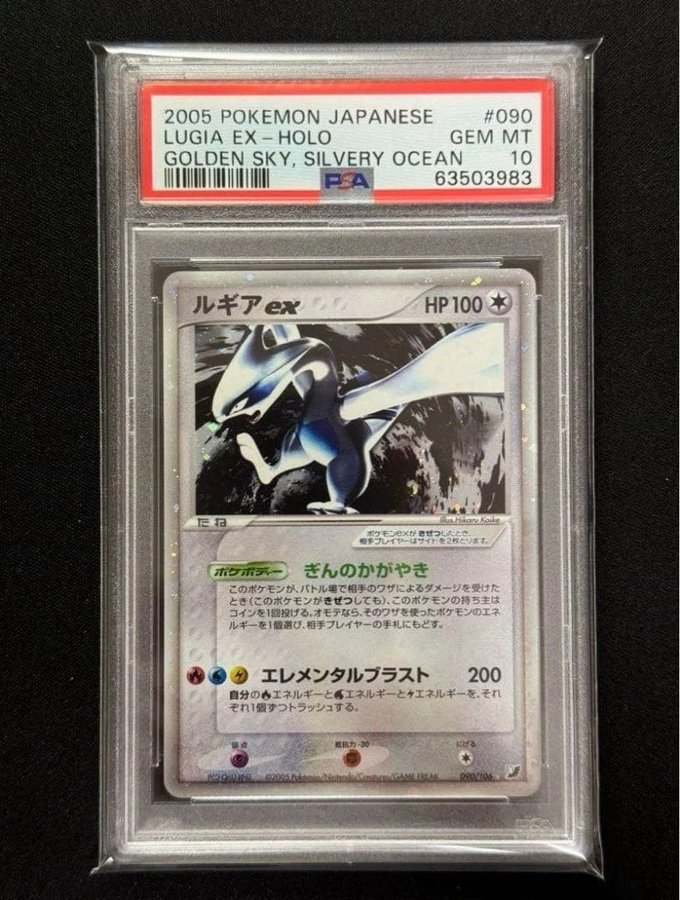 2005 POKEMON JAPANESE #090
LUGIA EX-HOLO GEM MT
GOLDEN SKY, SILVERY OCEAN 10
PSA 63503983
ルギアex HP100
たね Illus.Hikaru Koike
ポケモンexがきぜつしたとき、
相手プレイヤーはサイドを2枚とります。
ポケボディー ぎんのかがやき
このポケモンが、バトル場で相手のワザによるダメージを受けた
とき(このポケモンがきぜつしても)、このポケモンの持ち主は
コインを1回投げる。オモテなら、そのワザを使ったポケモンのエネ
ルギーを1個選び、相手プレイヤーの手札にもどす。
エレメンタルブラスト 200
自分のエネルギーとエネルギーとエネルギーを、それ
ぞれ1個ずつトラッシュする。
弱点 抵抗力 -30 にげる
©2005 Pokémon/Nintendo/Creatures/GAME FREAK 090/106
PSA